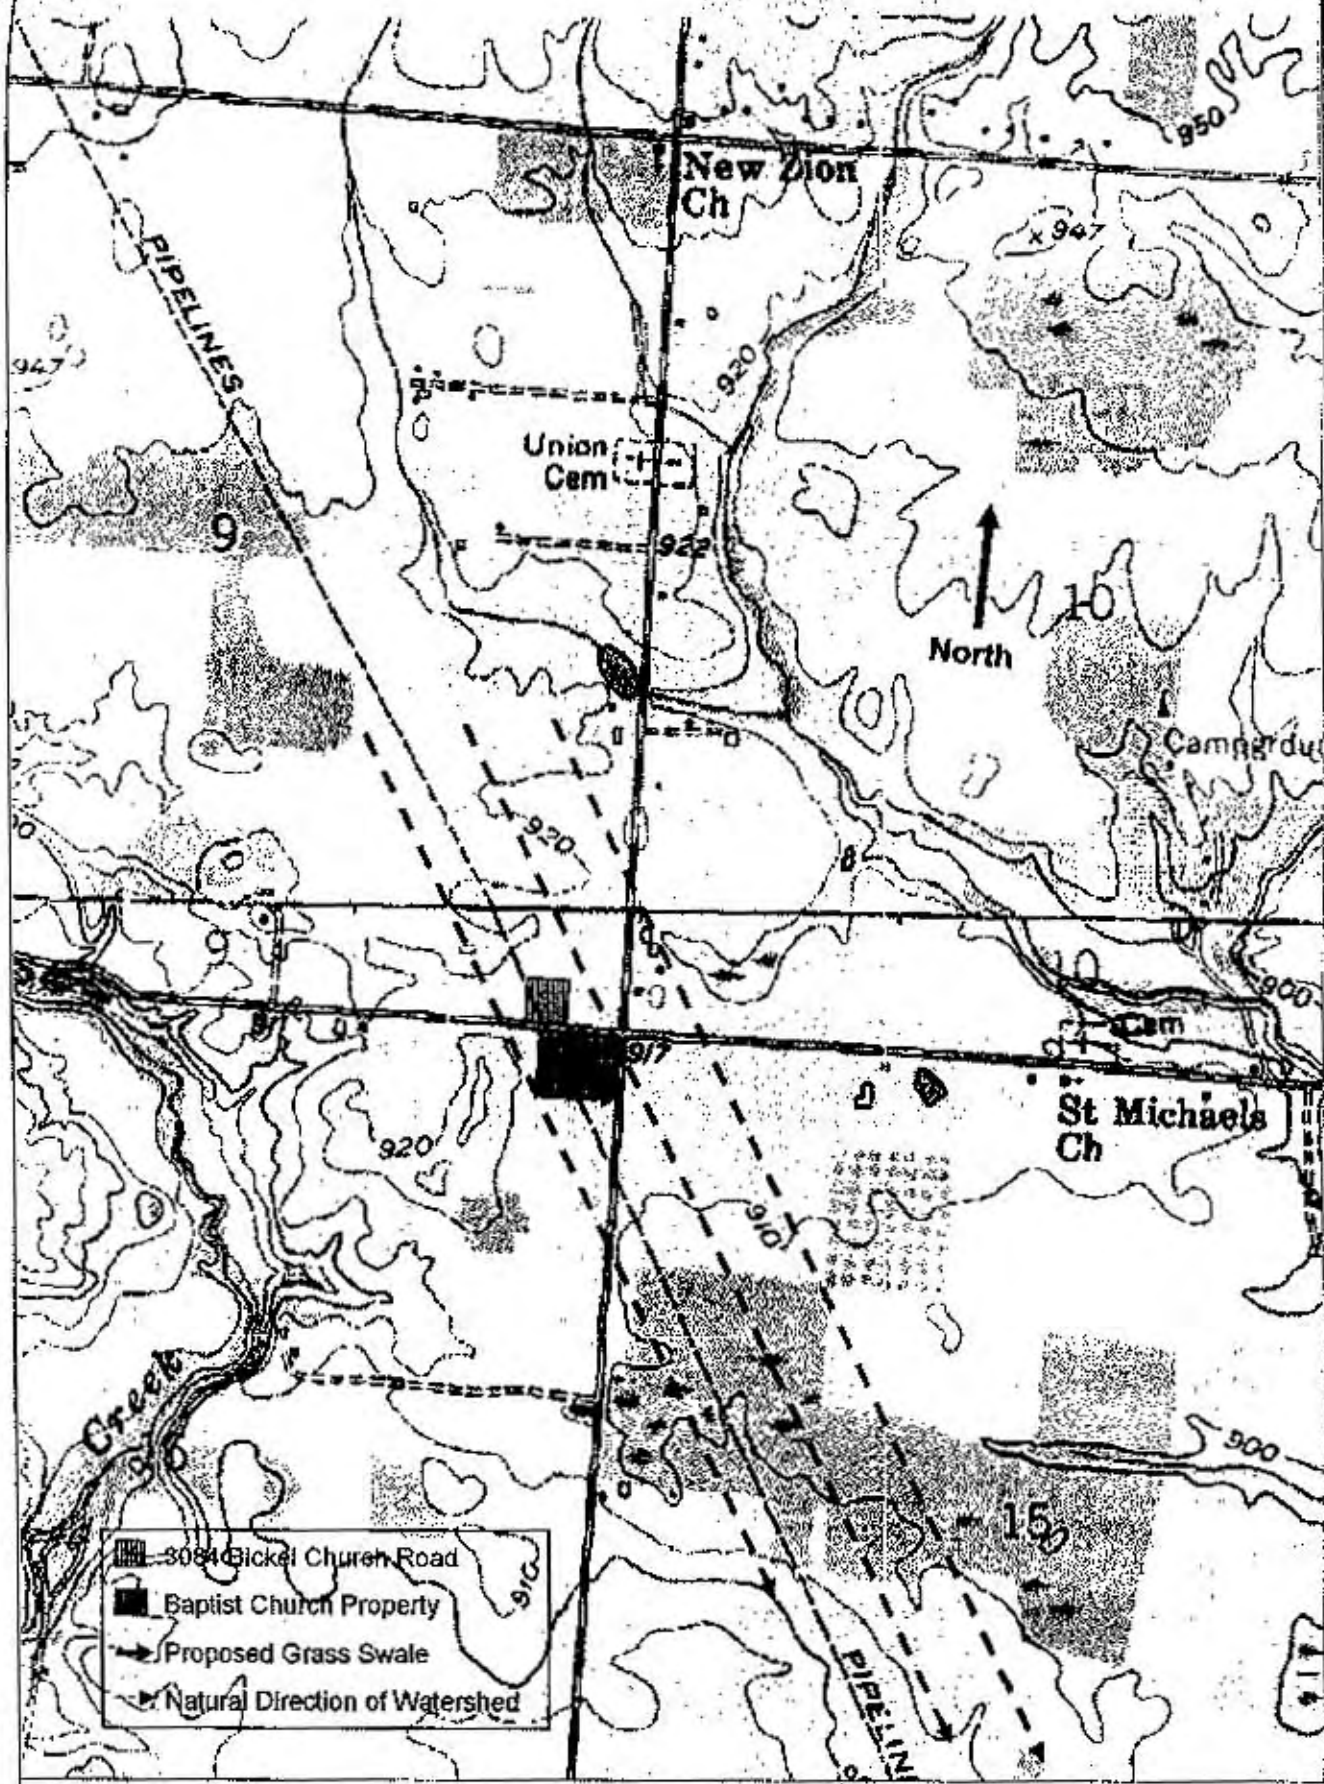 950
New Zion
Ch
x 947
PIPELINES
947
920
Union
Cem
9
922
10
North
920
10
9
10
900
Cem
917
St Michaels
Ch
920
910
Creek
900
15
3084 Bickel Church Road
Baptist Church Property
910
Proposed Grass Swale
Natural Direction of Watershed